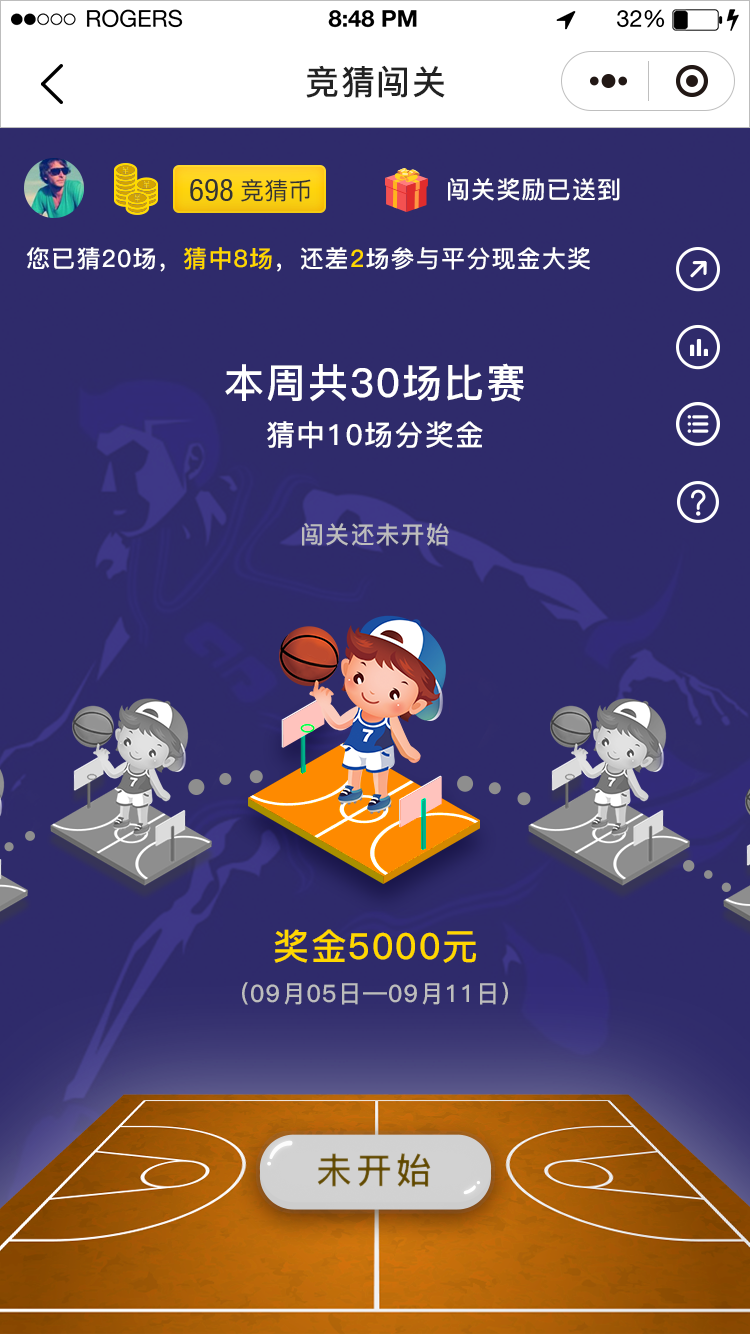 ROGERS 8:48 PM 32%
竞猜闯关
698 竞猜币 闯关奖励已送到
您已猜20场，猜中8场，还差2场参与平分现金大奖
本周共30场比赛
猜中10场分奖金
闯关还未开始
7
7 7
奖金5000元
(09月05日—09月11日)
未开始